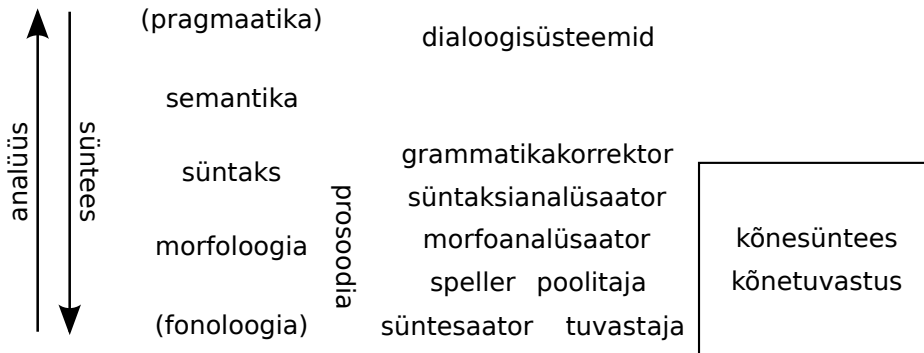 analüüs
süntees
(pragmaatika)
semantika
süntaks
morfoloogia
(fonoloogia)
prosoodia
dialoogisüsteemid
grammatikakorrektor
süntaksianalüsaator
morfoanalüsaator
speller poolitaja
süntesaator tuvastaja
kõnesüntees
kõnetuvastus